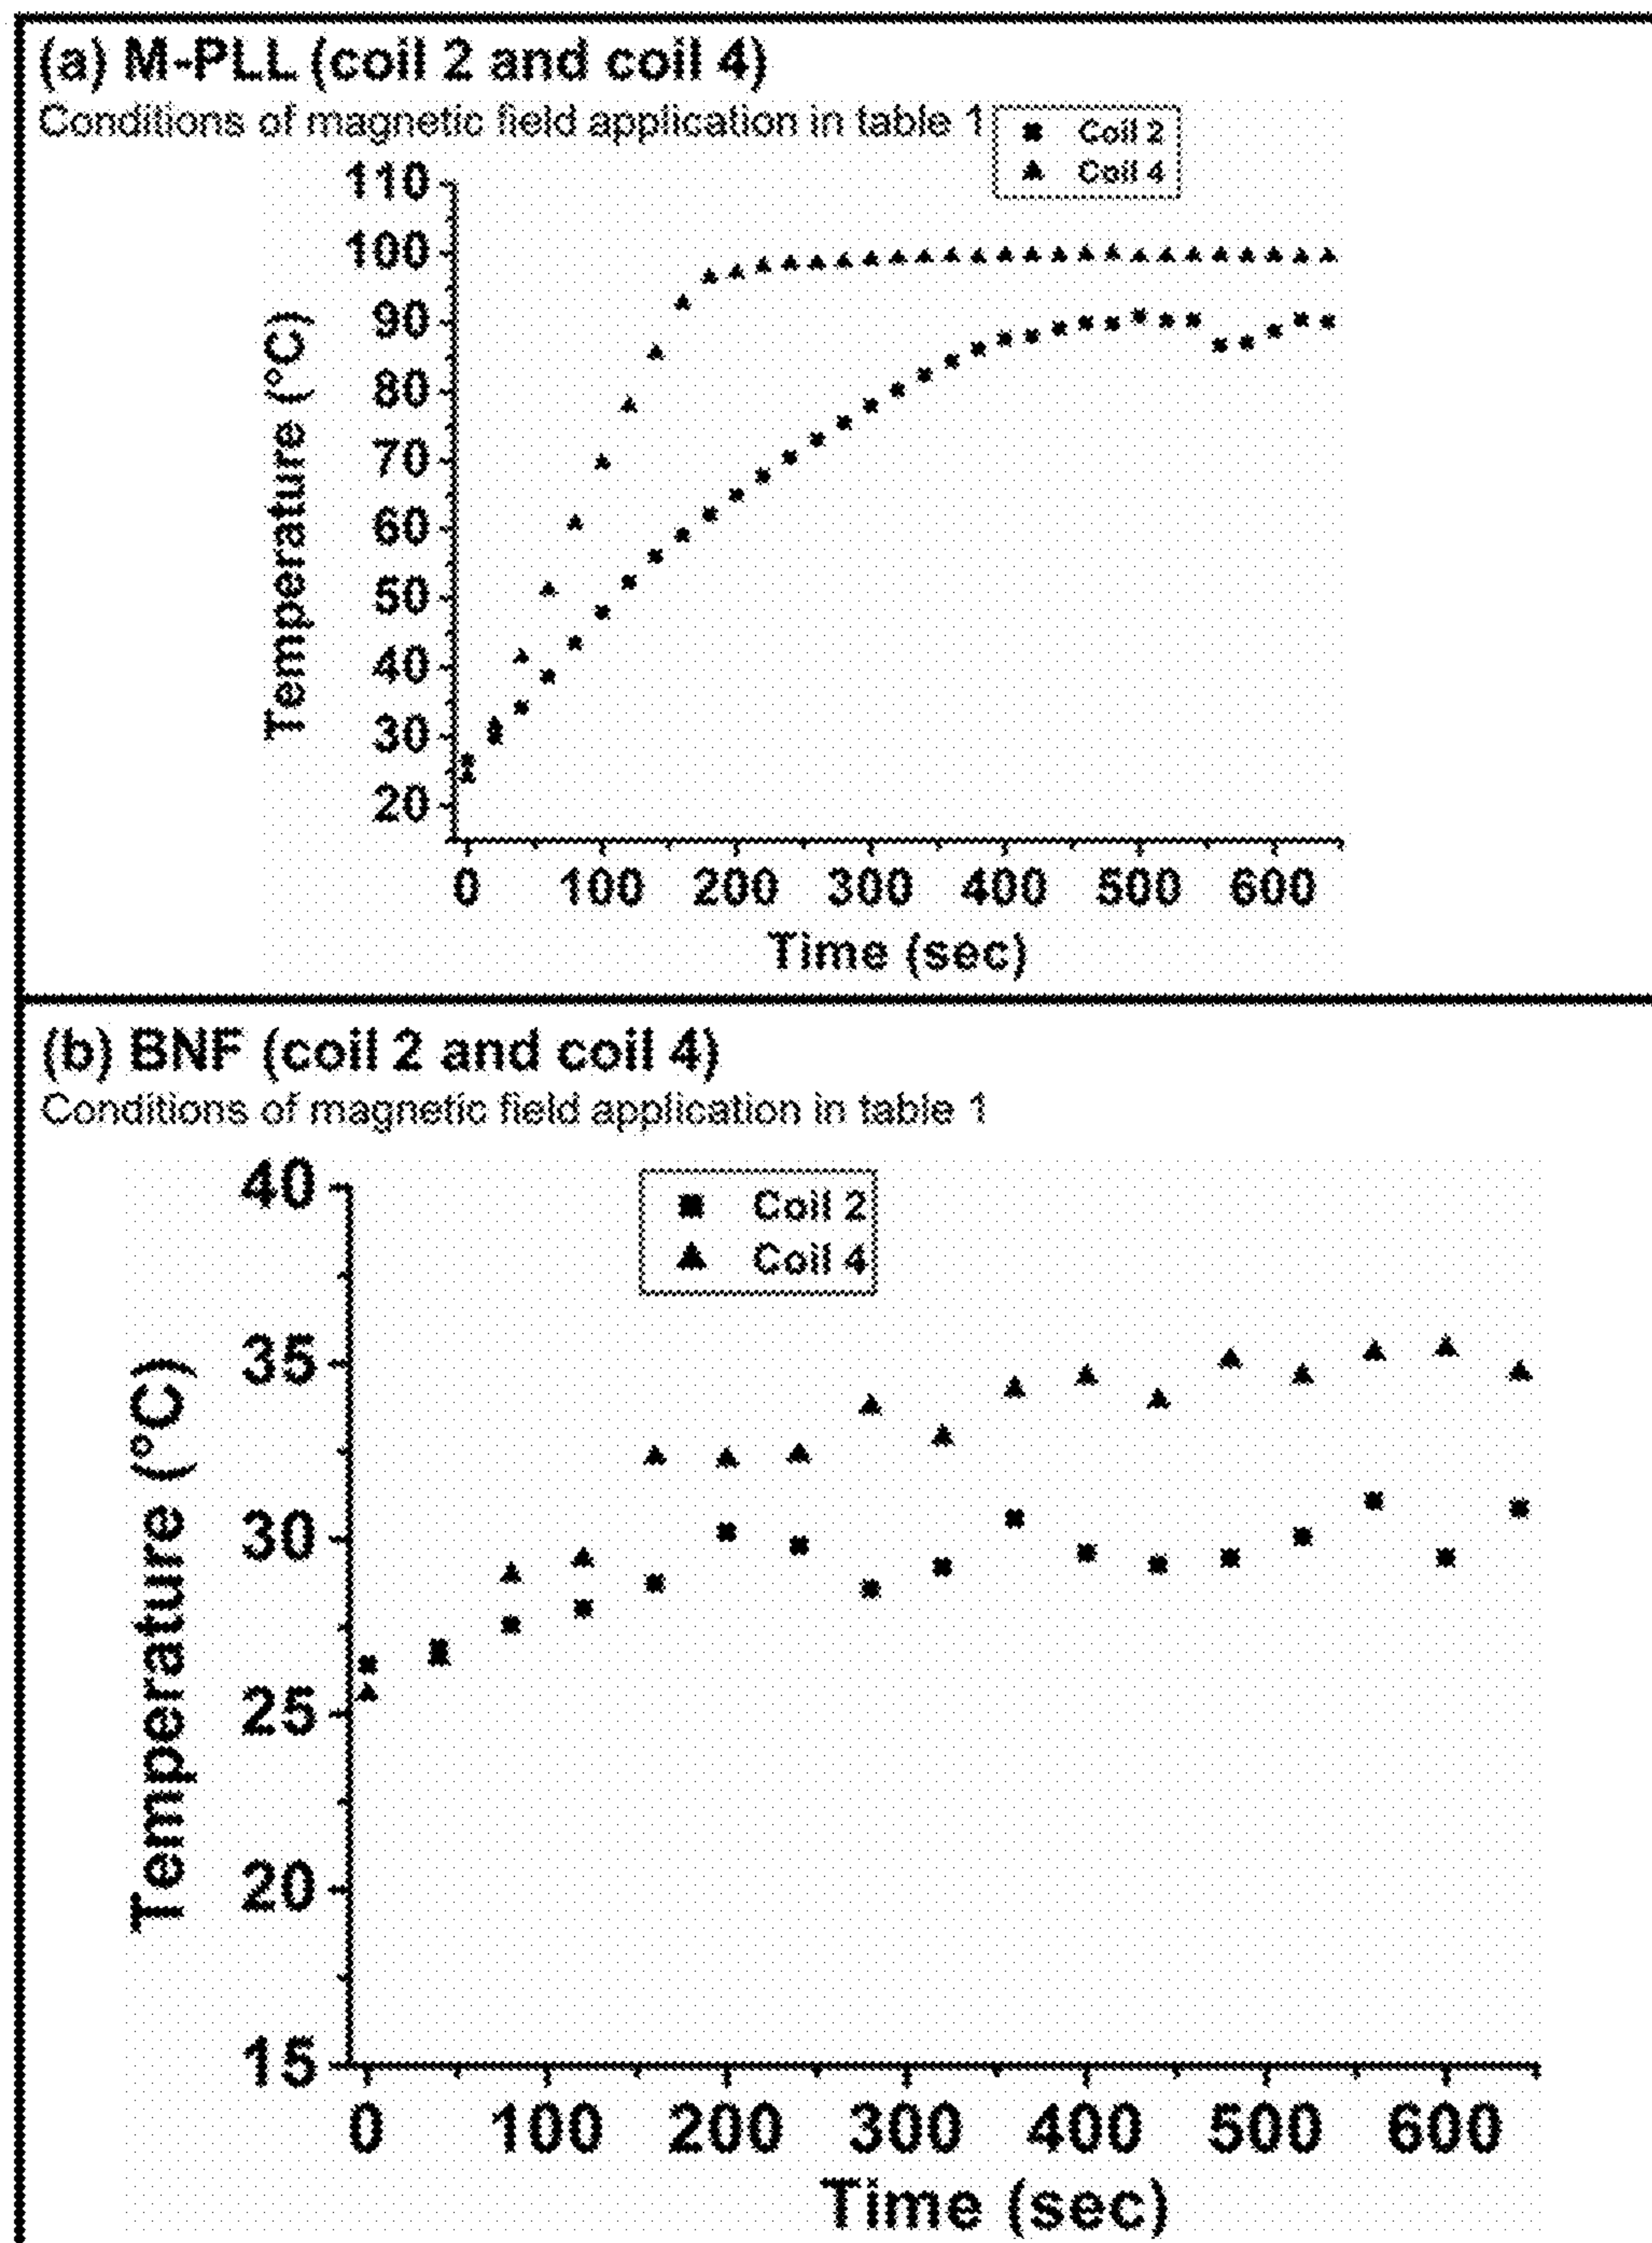 (a) M-PLL (coil 2 and coil 4)
Conditions of magnetic field application in table 1
Coil 2
Coil 4
110
100
90
80
70
60
50
40
30
20
Temperature (°C)
0 100 200 300 400 500 600
Time (sec)
(b) BNF (coil 2 and coil 4)
Conditions of magnetic field application in table 1
Coil 2
Coil 4
40
35
30
25
20
15
Temperature (°C)
0 100 200 300 400 500 600
Time (sec)